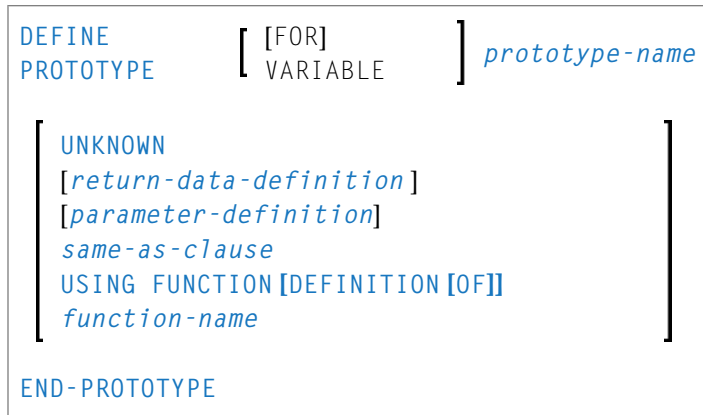 DEFINE [FOR]
PROTOTYPE VARIABLE prototype-name
UNKNOWN
[return-data-definition ]
[parameter-definition]
same-as-clause
USING FUNCTION [DEFINITION [OF]]
function-name
END-PROTOTYPE